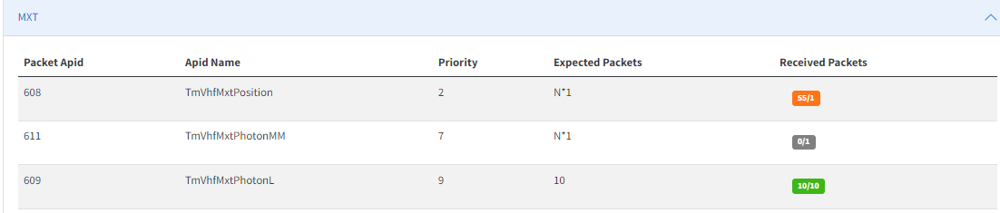 MXT
Packet Apid Apid Name Priority Expected Packets Received Packets
608 TmVhfMxtPosition 2 N*1 55/1
611 TmVhfMxtPhotonMM 7 N*1 0/1
609 TmVhfMxtPhotonL 9 10 10/10